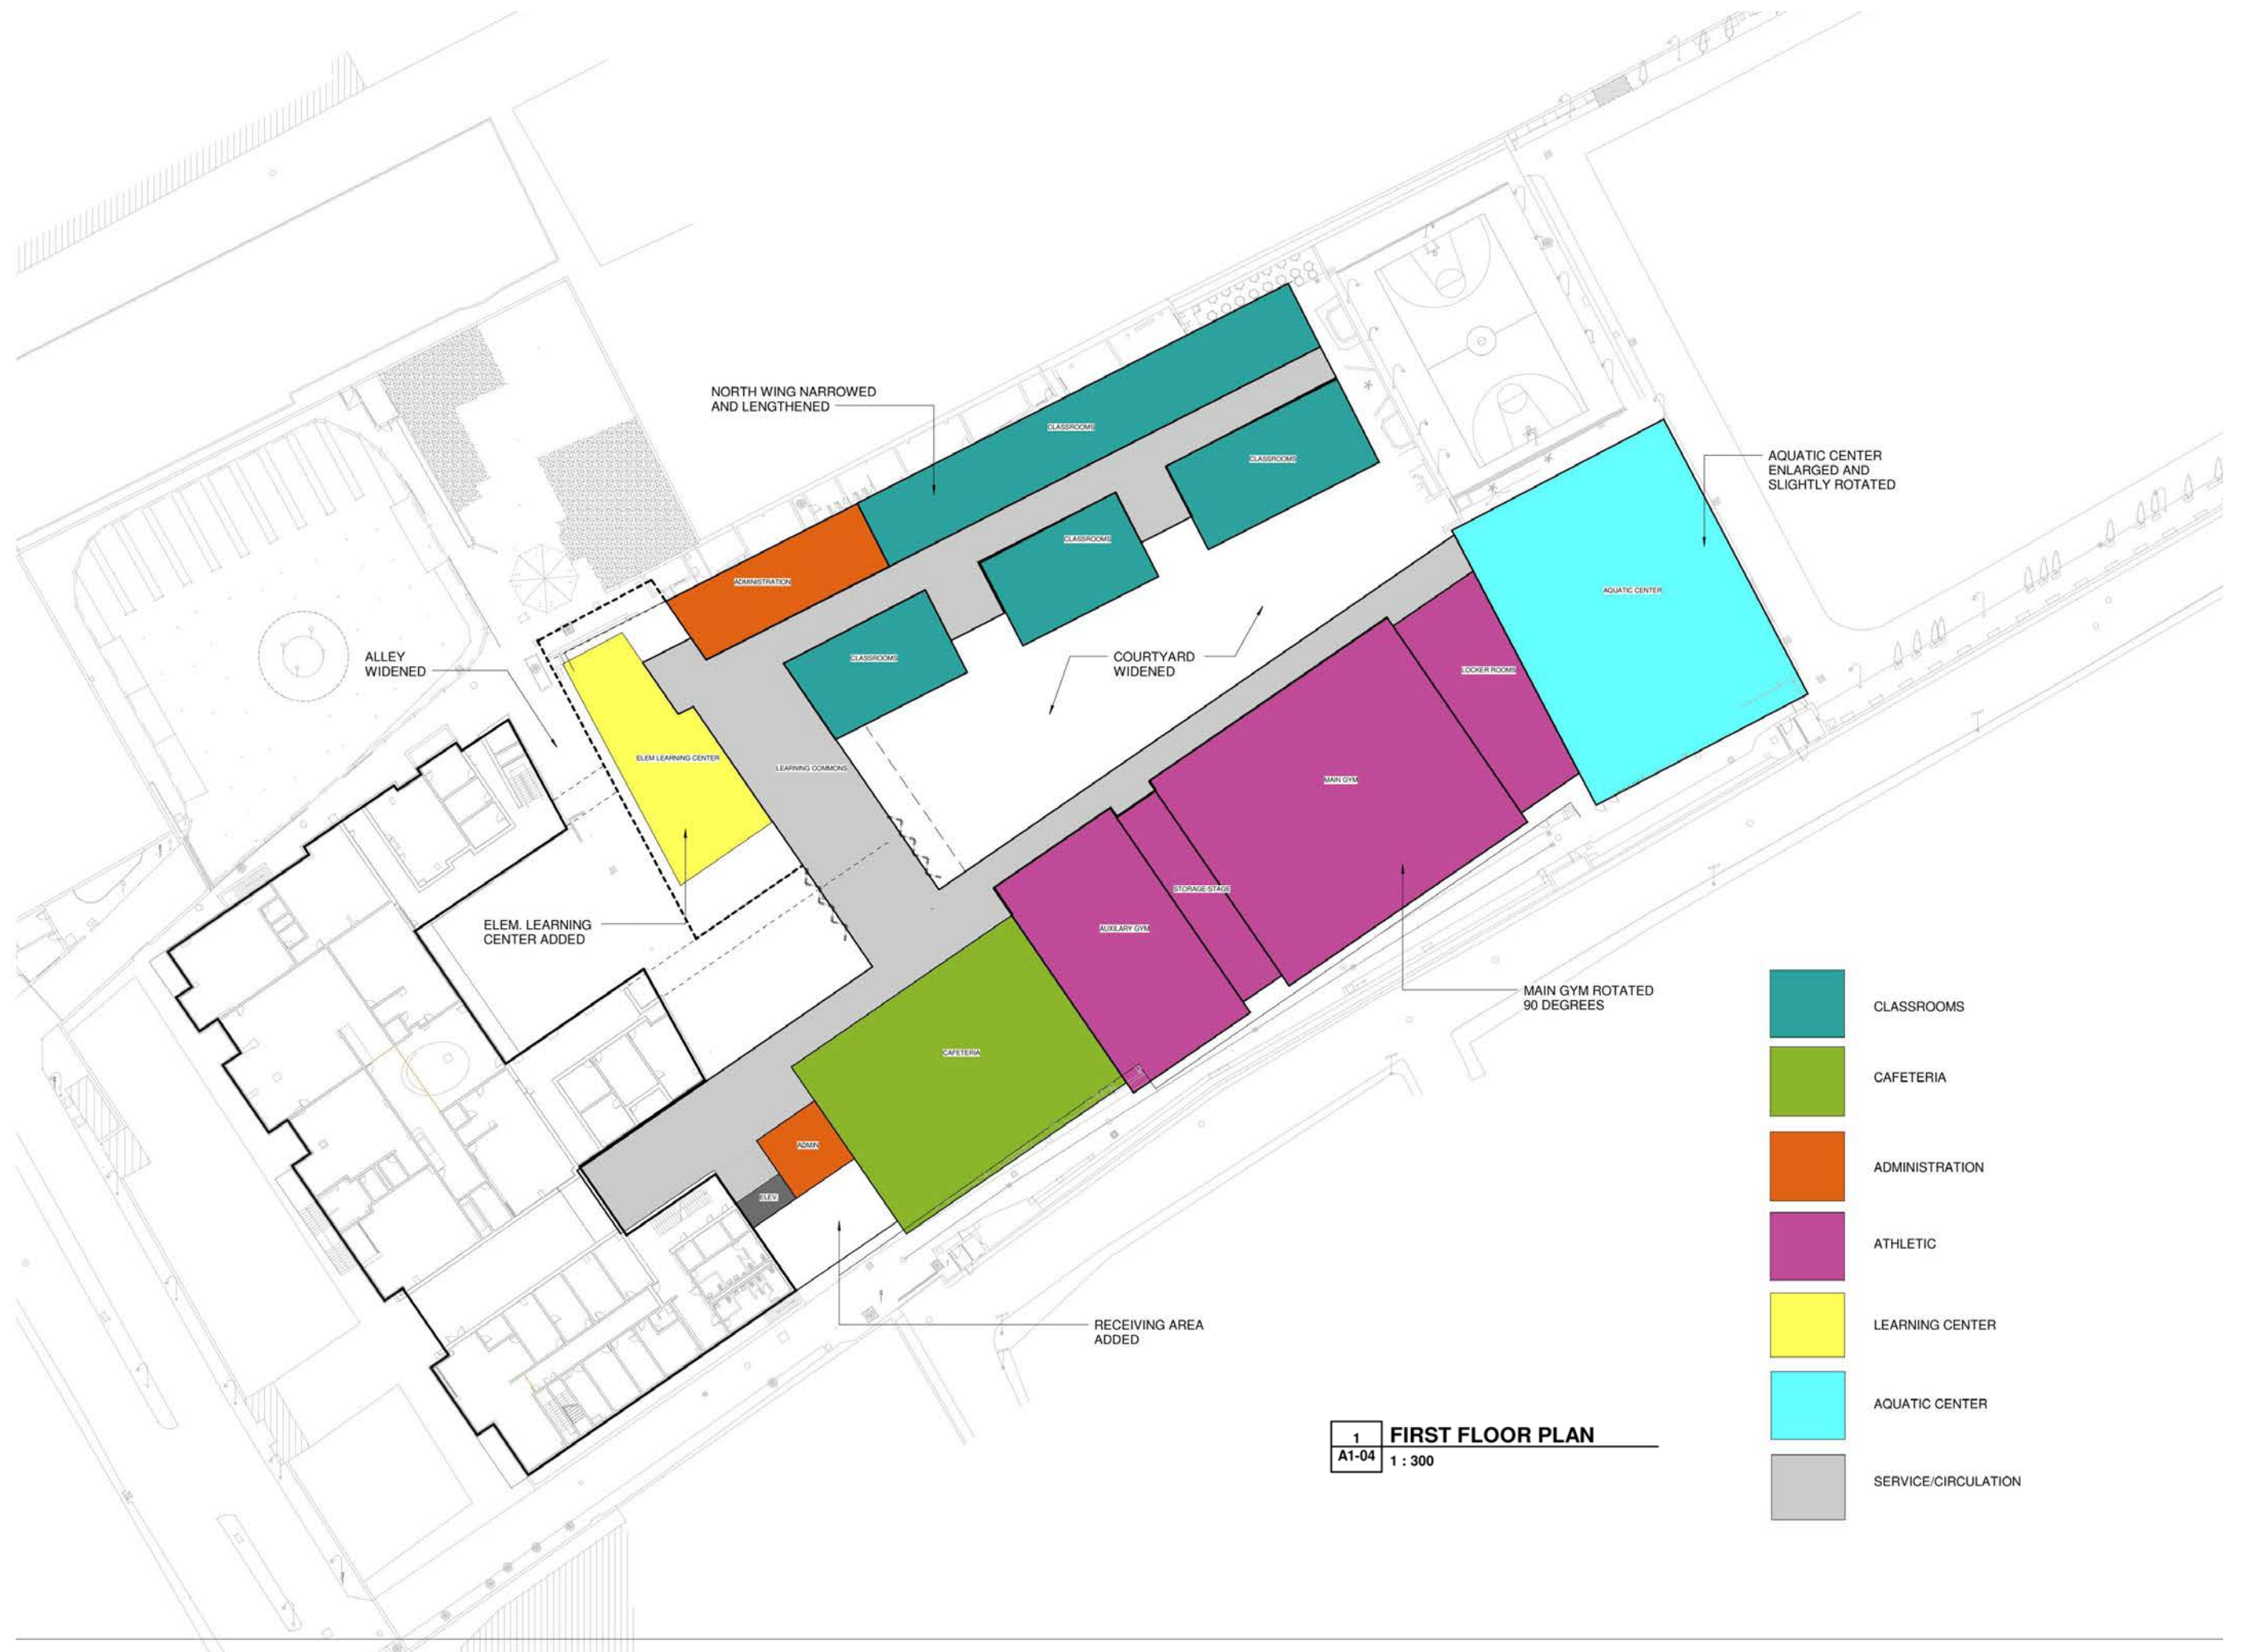 NORTH WING NARROWED
AND LENGTHENED
CLASSROOMS
CLASSROOMS
AQUATIC CENTER
ENLARGED AND
SLIGHTLY ROTATED
CLASSROOMS
ADMINISTRATION
AQUATIC CENTER
ALLEY
WIDENED
CLASSROOMS
COURTYARD
WIDENED
LOCKER ROOMS
ELEM LEARNING CENTER
LEARNING COMMONS
MAIN GYM
STORAGE/STAGE
ELEM. LEARNING
CENTER ADDED
AUXILARY GYM
MAIN GYM ROTATED
90 DEGREES
CAFETERIA
ADMIN
ELEV.
RECEIVING AREA
ADDED
CLASSROOMS
CAFETERIA
ADMINISTRATION
ATHLETIC
LEARNING CENTER
AQUATIC CENTER
SERVICE/CIRCULATION
1
A1-04
FIRST FLOOR PLAN
1 : 300